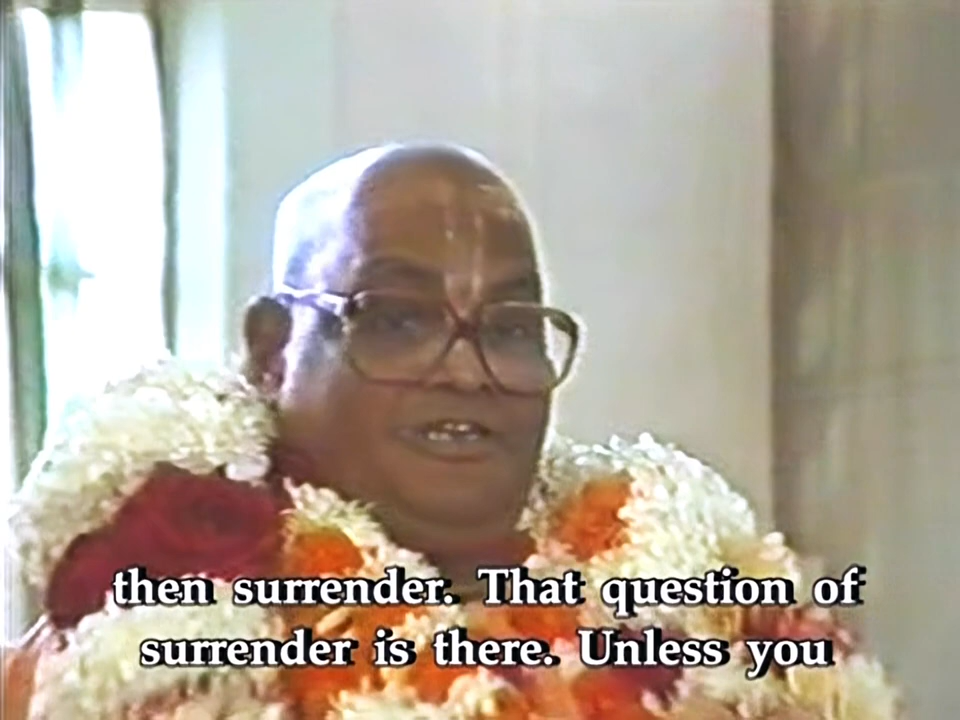 then surrender. That question of
surrender is there. Unless you